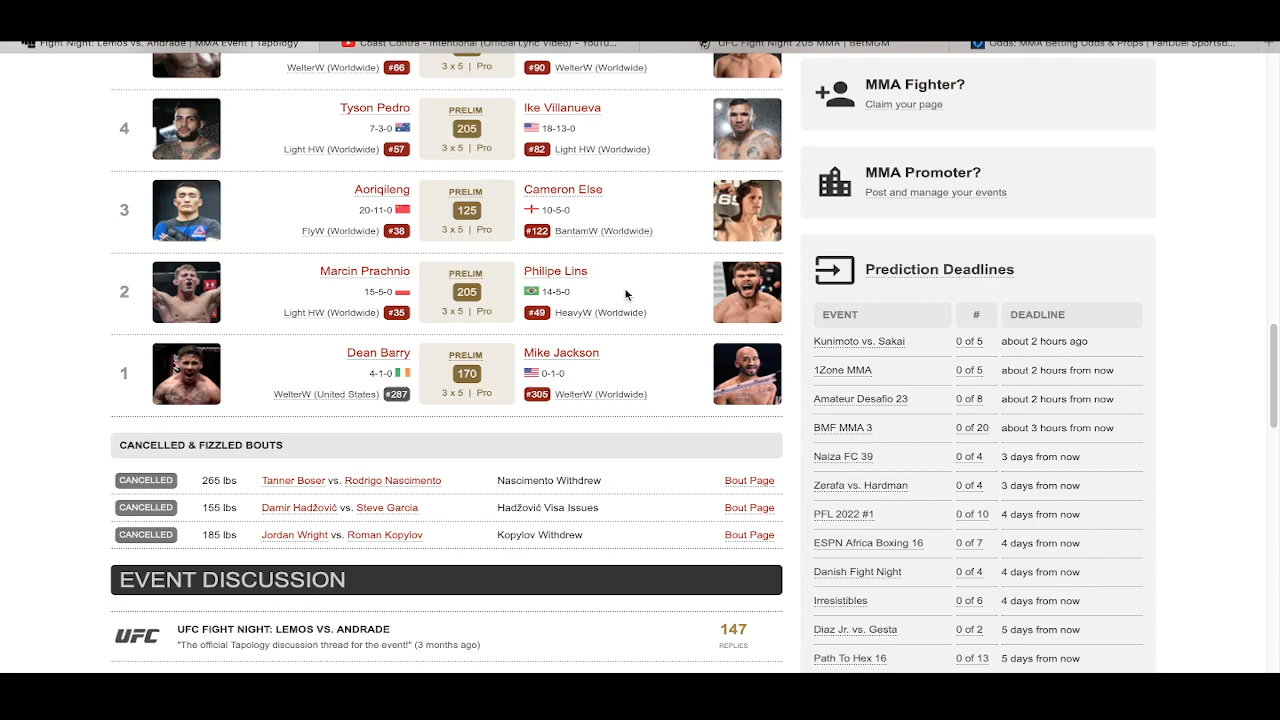 Fight Night: Lemos vs. Andrade | MMA Event | Tapology
Coast Contra - Intentional (Official Lyric Video) – YouTu...
UFC Fight Night 205 MMA | BetMGM
Odds: MMA Betting Odds & Props | FanDuel Sportsbo...
WelterW (Worldwide) #66 3 x 5 | Pro #90 WelterW (Worldwide)
Tyson Pedro PRELIM Ike Villanueva
4 7-3-0 205 18-13-0
Light HW (Worldwide) #57 3 x 5 | Pro #82 Light HW (Worldwide)
Aoriqileng PRELIM Cameron Else
3 20-11-0 125 10-5-0
FlyW (Worldwide) #38 3 x 5 | Pro #122 BantamW (Worldwide)
Marcin Prachnio PRELIM Philipe Lins
2 15-5-0 205 14-5-0
Light HW (Worldwide) #35 3 x 5 | Pro #49 HeavyW (Worldwide)
Dean Barry PRELIM Mike Jackson
1 4-1-0 170 0-1-0
WelterW (United States) #287 3 x 5 | Pro #305 WelterW (Worldwide)
CANCELLED & FIZZLED BOUTS
CANCELLED 265 lbs Tanner Boser vs. Rodrigo Nascimento Nascimento Withdrew Bout Page
CANCELLED 155 lbs Damir Hadžović vs. Steve Garcia Hadžović Visa Issues Bout Page
CANCELLED 185 lbs Jordan Wright vs. Roman Kopylov Kopylov Withdrew Bout Page
EVENT DISCUSSION
UFC UFC FIGHT NIGHT: LEMOS VS. ANDRADE 147
"The official Tapology discussion thread for the event!" (3 months ago) REPLIES
MMA Fighter?
Claim your page
MMA Promoter?
Post and manage your events
Prediction Deadlines
EVENT # DEADLINE
Kunimoto vs. Sakai 0 of 5 about 2 hours ago
1Zone MMA 0 of 5 about 2 hours from now
Amateur Desafio 23 0 of 8 about 2 hours from now
BMF MMA 3 0 of 20 about 3 hours from now
Naiza FC 39 0 of 4 3 days from now
Zerafa vs. Hardman 0 of 4 3 days from now
PFL 2022 #1 0 of 10 4 days from now
ESPN Africa Boxing 16 0 of 7 4 days from now
Danish Fight Night 0 of 4 4 days from now
Irresistibles 0 of 6 4 days from now
Diaz Jr. vs. Gesta 0 of 2 5 days from now
Path To Hex 16 0 of 13 5 days from now